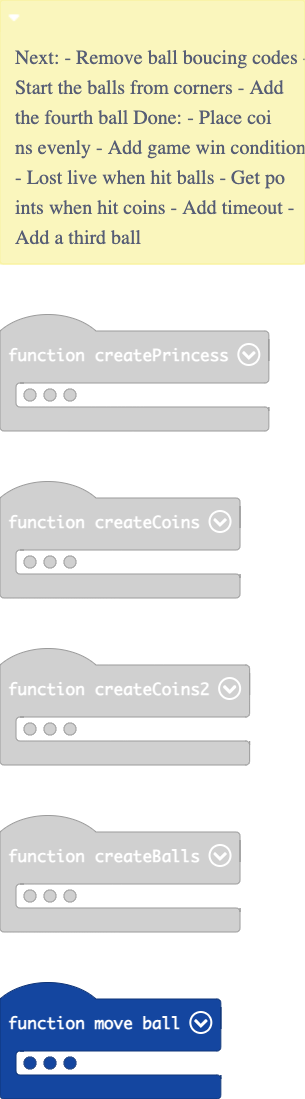 Next: - Remove ball boucing codes -
Start the balls from corners - Add
the fourth ball Done: - Place coi
ns evenly - Add game win condition
- Lost live when hit balls - Get po
ints when hit coins - Add timeout -
Add a third ball
function createPrincess
function createCoins
function createCoins2
function createBalls
function move ball